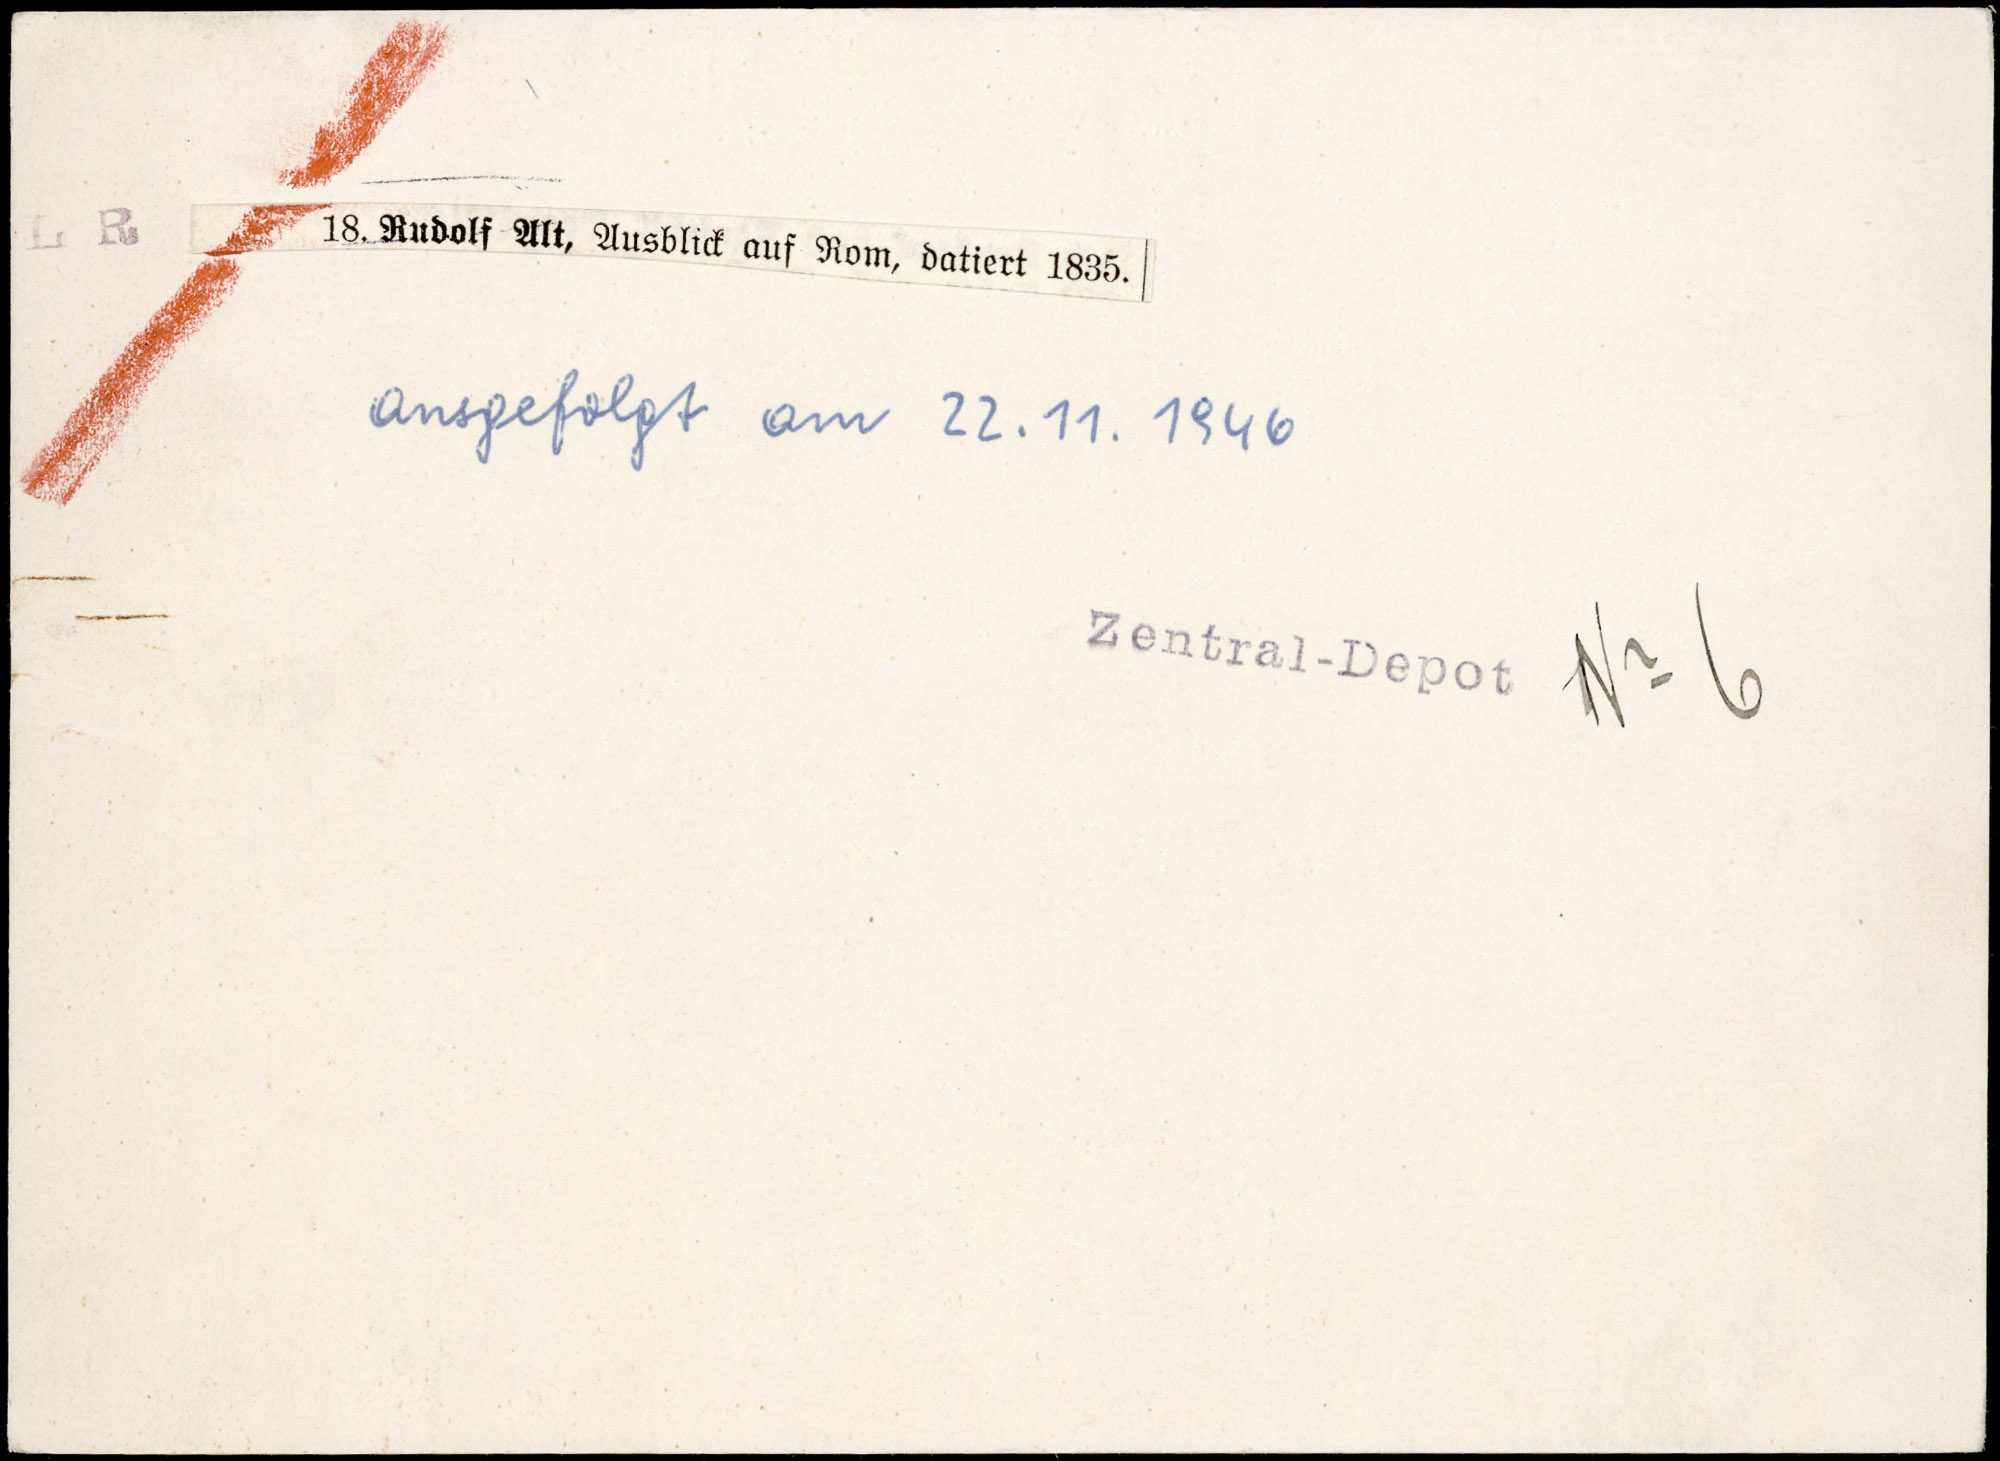 L R
18. Rudolf Alt, Ausblick auf Rom, datiert 1835.
ausgefolgt am 22.11.1946
Zentral-Depot Nr 6